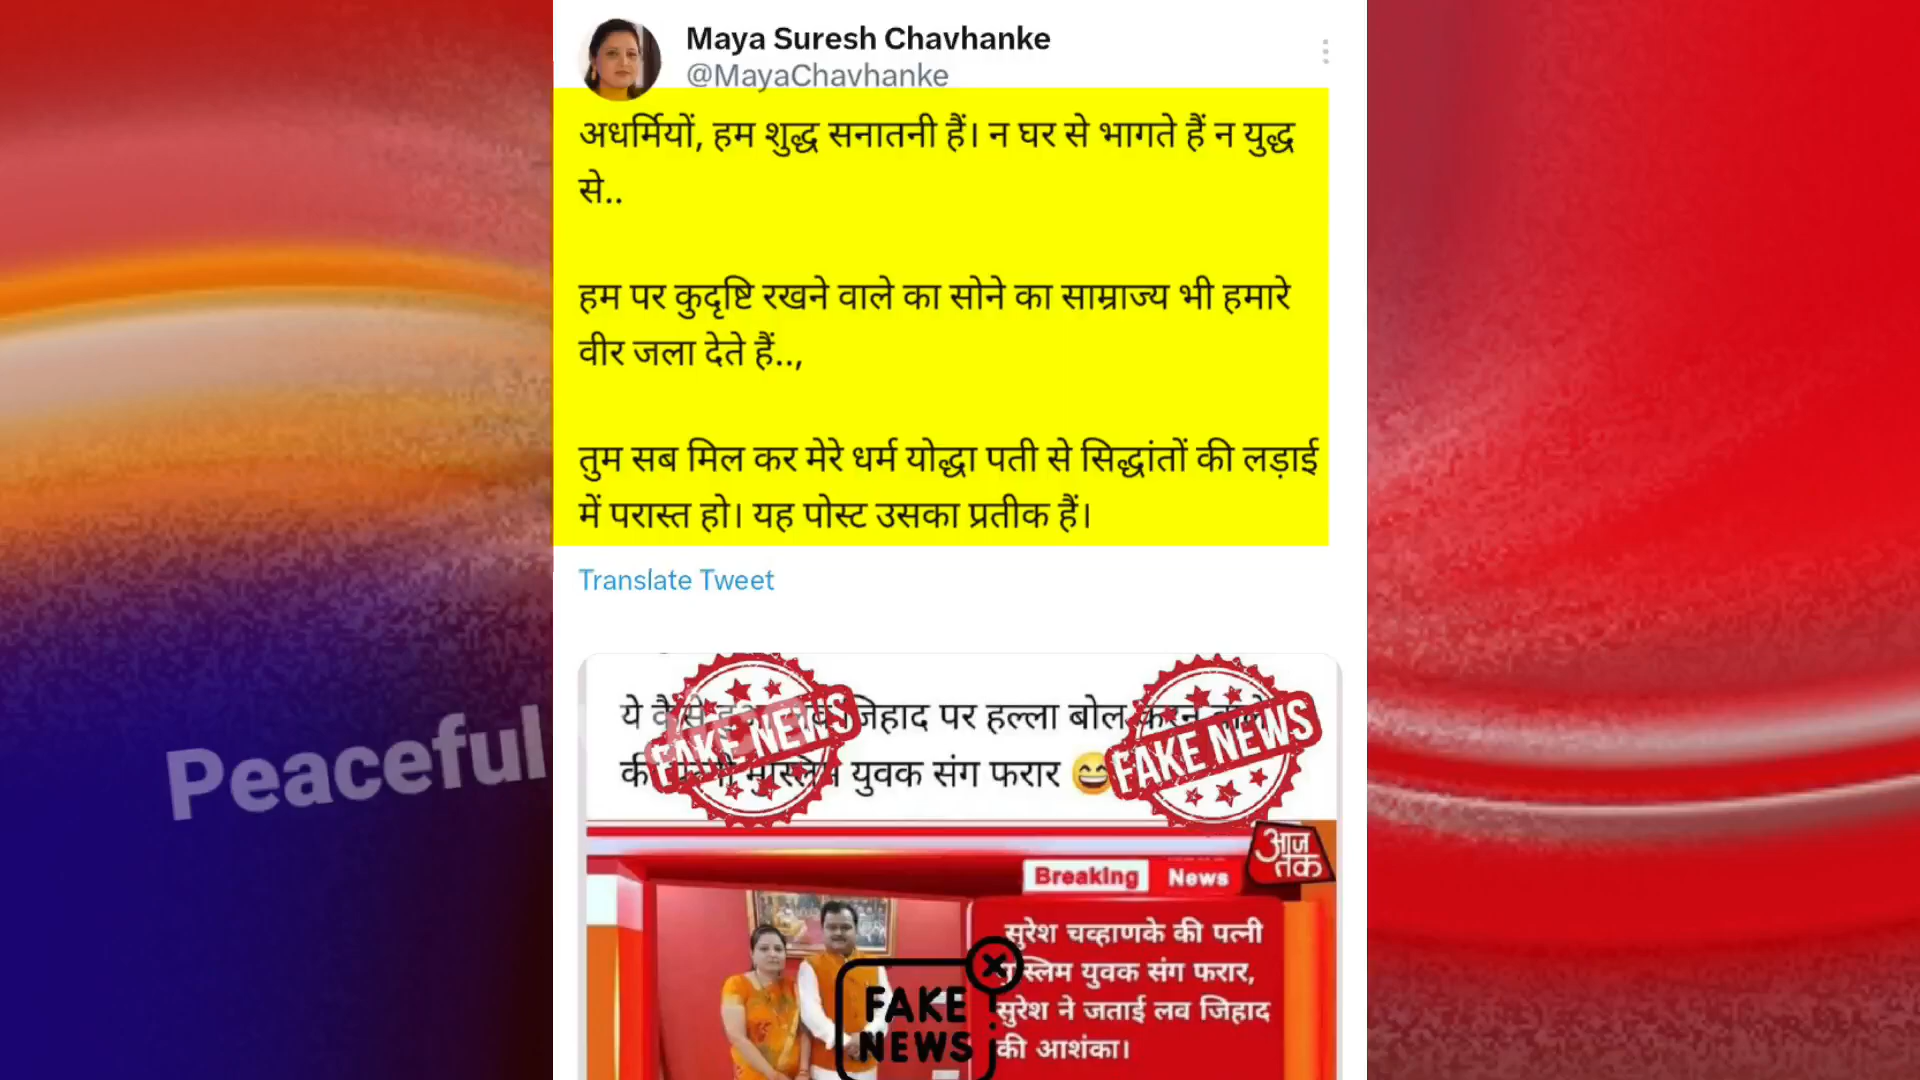 Maya Suresh Chavhanke
@MayaChavhanke
अधर्मियों, हम शुद्ध सनातनी हैं। न घर से भागते हैं न युद्ध
से..
हम पर कुदृष्टि रखने वाले का सोने का साम्राज्य भी हमारे
वीर जला देते हैं..,
तुम सब मिल कर मेरे धर्म योद्धा पती से सिद्धांतों की लड़ाई
में परास्त हो। यह पोस्ट उसका प्रतीक हैं।
Translate Tweet
ये जिहाद पर हल्ला बोल करने
की मुस्लिम युवक संग फरार 😄
FAKE NEWS
FAKE NEWS
Peaceful
आज
तक
Breaking News
सुरेश चव्हाणके की पत्नी
मुस्लिम युवक संग फरार,
सुरेश ने जताई लव जिहाद
की आशंका।
FAKE
NEWS